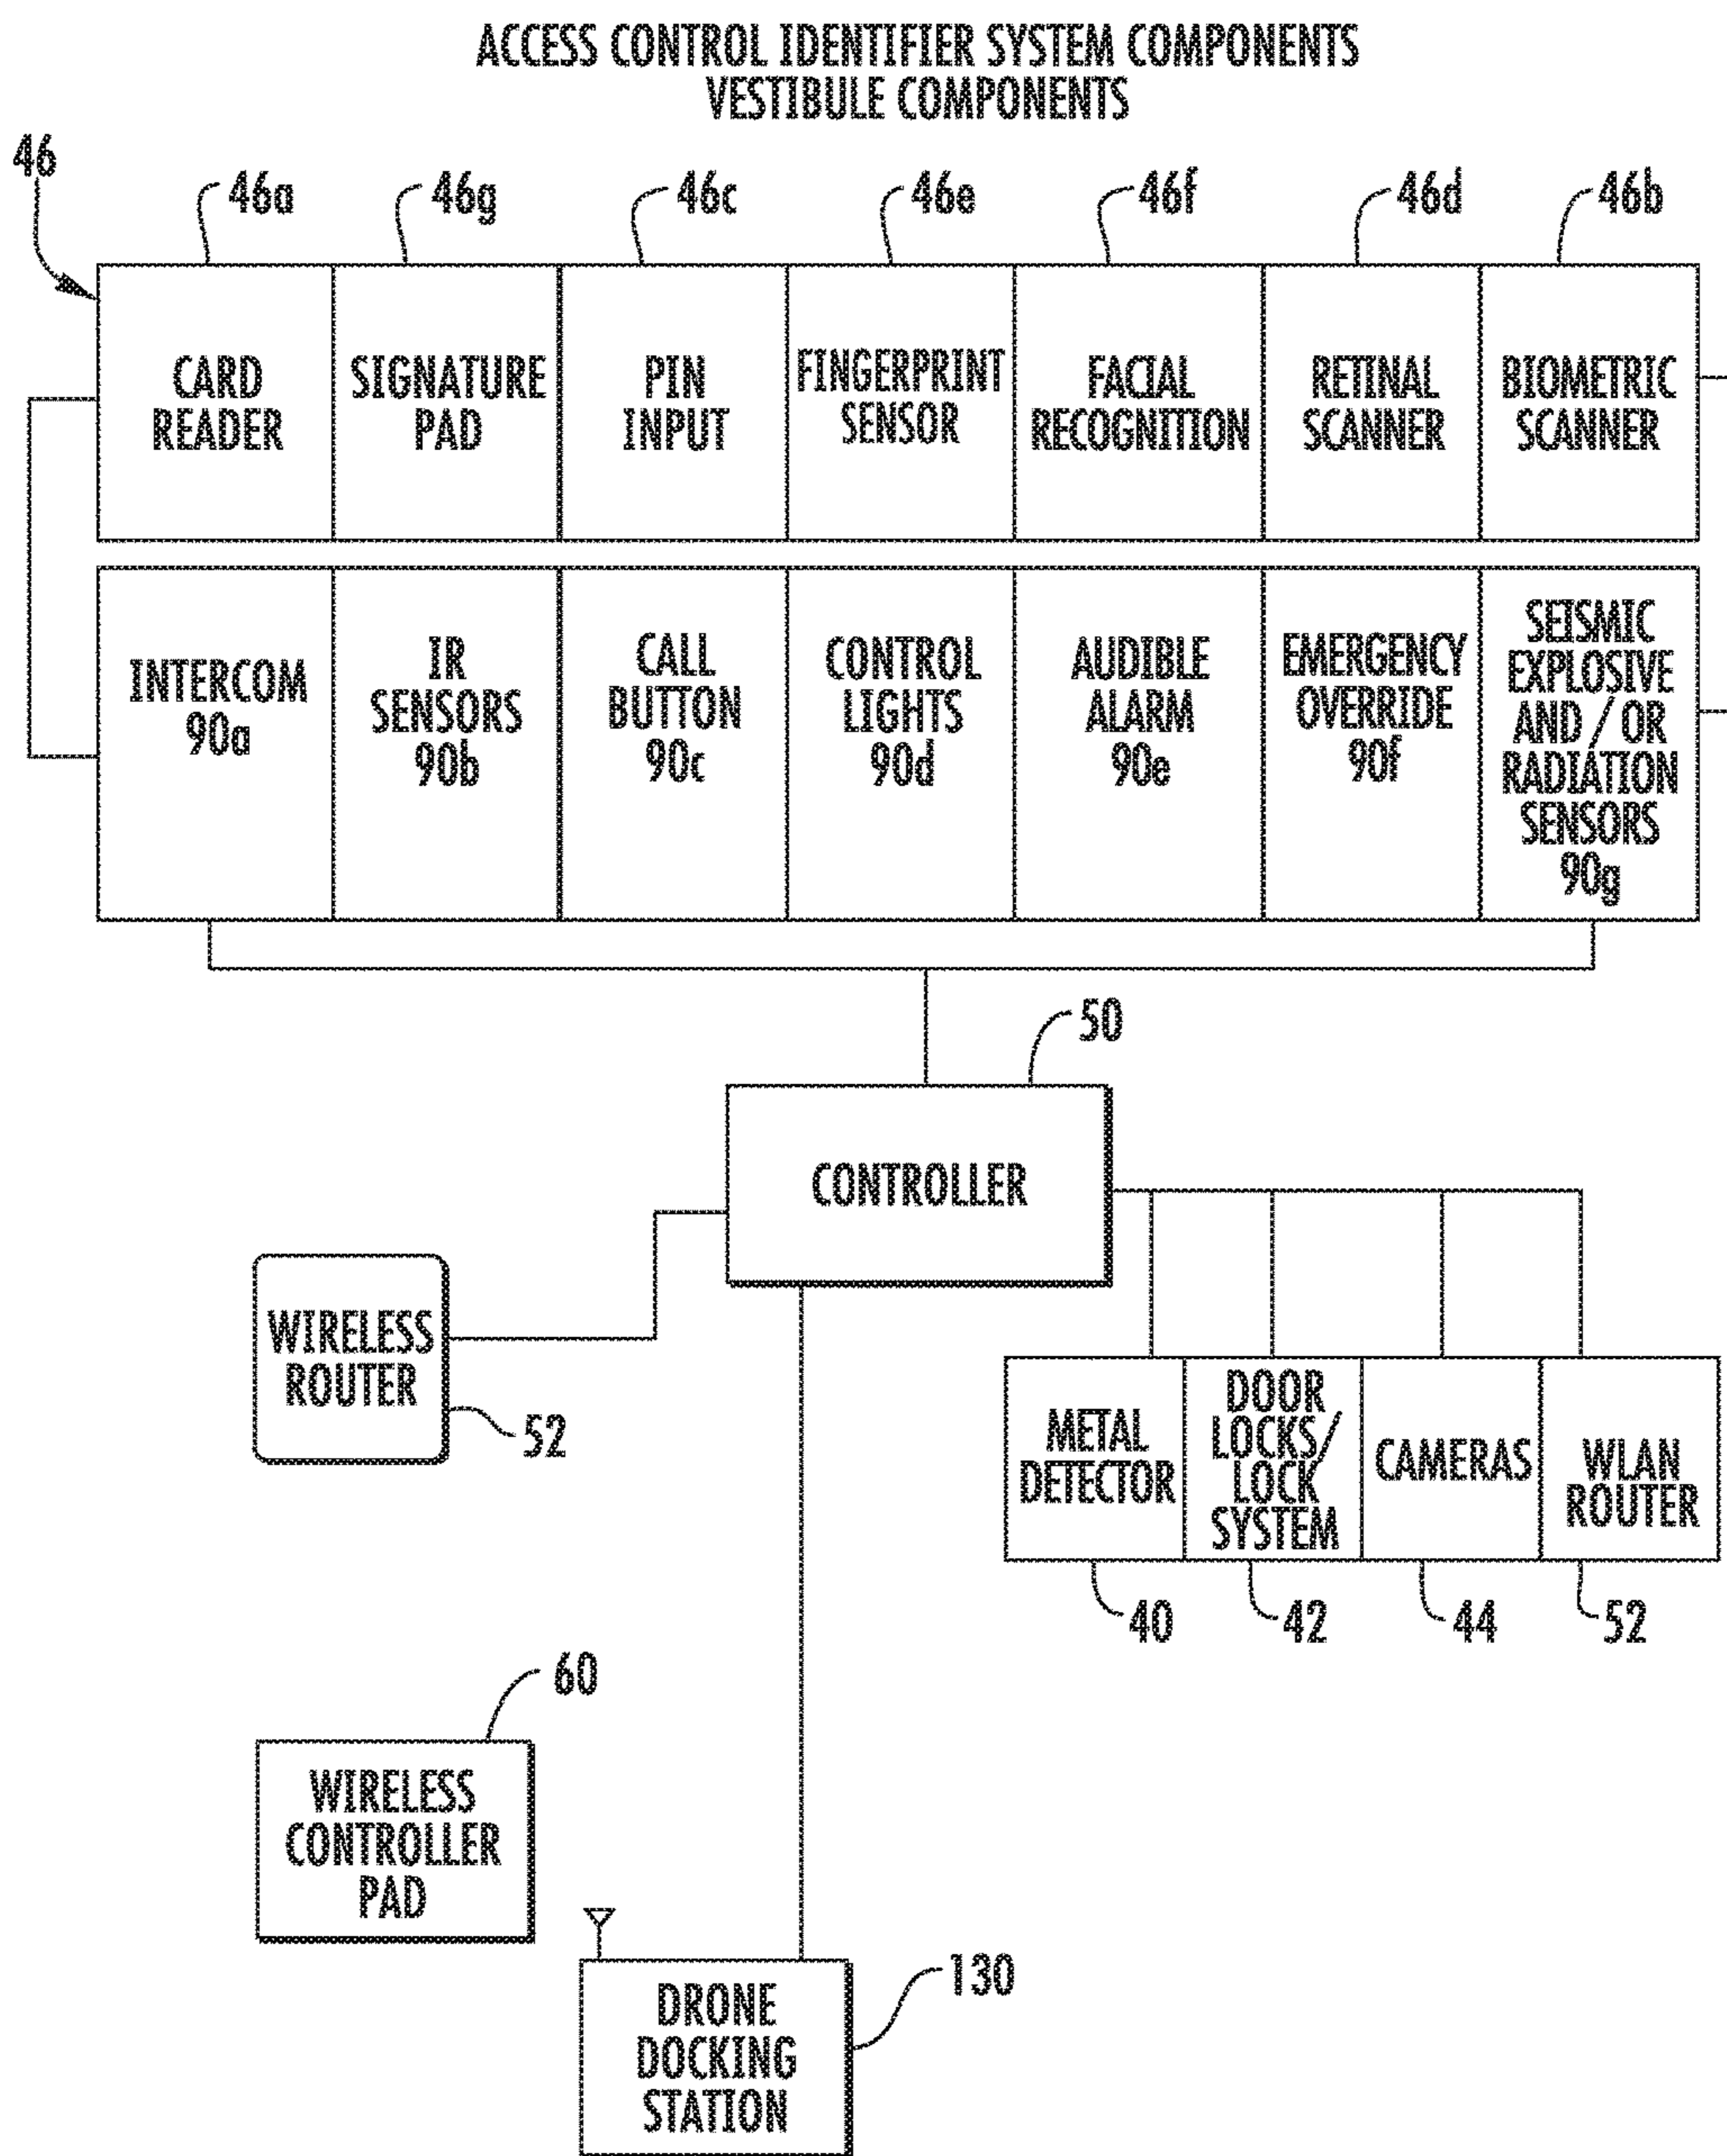 ACCESS CONTROL IDENTIFIER SYSTEM COMPONENTS
VESTIBULE COMPONENTS
46
46a
46g
46c
46e
46f
46d
46b
CARD
READER
SIGNATURE
PAD
PIN
INPUT
FINGERPRINT
SENSOR
FACIAL
RECOGNITION
RETINAL
SCANNER
BIOMETRIC
SCANNER
INTERCOM
90a
IR
SENSORS
90b
CALL
BUTTON
90c
CONTROL
LIGHTS
90d
AUDIBLE
ALARM
90e
EMERGENCY
OVERRIDE
90f
SEISMIC
EXPLOSIVE
AND / OR
RADIATION
SENSORS
90g
50
CONTROLLER
WIRELESS
ROUTER
52
METAL
DETECTOR
DOOR
LOCKS/
LOCK
SYSTEM
CAMERAS
WLAN
ROUTER
40
42
44
52
60
WIRELESS
CONTROLLER
PAD
130
DRONE
DOCKING
STATION